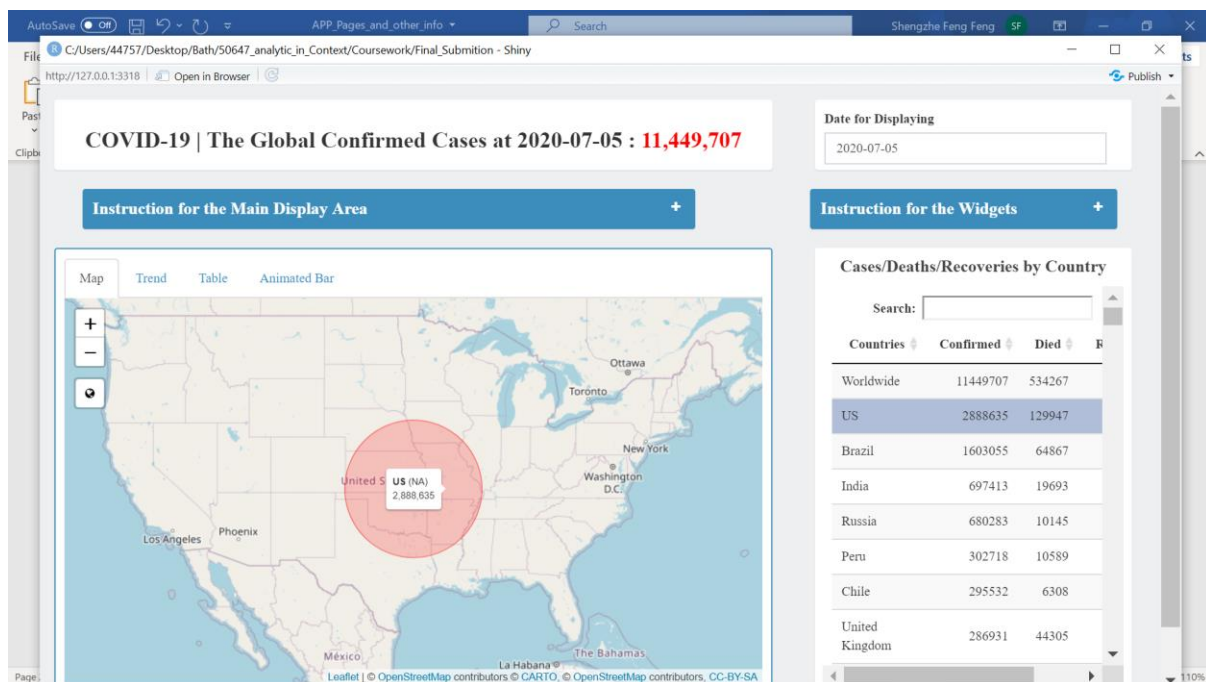 AutoSave Off APP_Pages_and_other_info Search Shengzhe Feng Feng SF
C:/Users/44757/Desktop/Bath/50647_analytic_in_Context/Coursework/Final_Submition - Shiny
File
ts
http://127.0.0.1:3318 Open in Browser Publish
Past
Clipb
COVID-19 | The Global Confirmed Cases at 2020-07-05 : 11,449,707
Date for Displaying
2020-07-05
Instruction for the Main Display Area +
Instruction for the Widgets +
Map Trend Table Animated Bar
+
−
Ottawa
Toronto
New York
Washington
D.C.
United S
US (NA)
2,888,635
Phoenix
Los Angeles
México
La Habana
The Bahamas
Leaflet | © OpenStreetMap contributors © CARTO, © OpenStreetMap contributors, CC-BY-SA
Cases/Deaths/Recoveries by Country
Search:
Countries Confirmed Died R
Worldwide 11449707 534267
US 2888635 129947
Brazil 1603055 64867
India 697413 19693
Russia 680283 10145
Peru 302718 10589
Chile 295532 6308
United
Kingdom 286931 44305
Page
110%